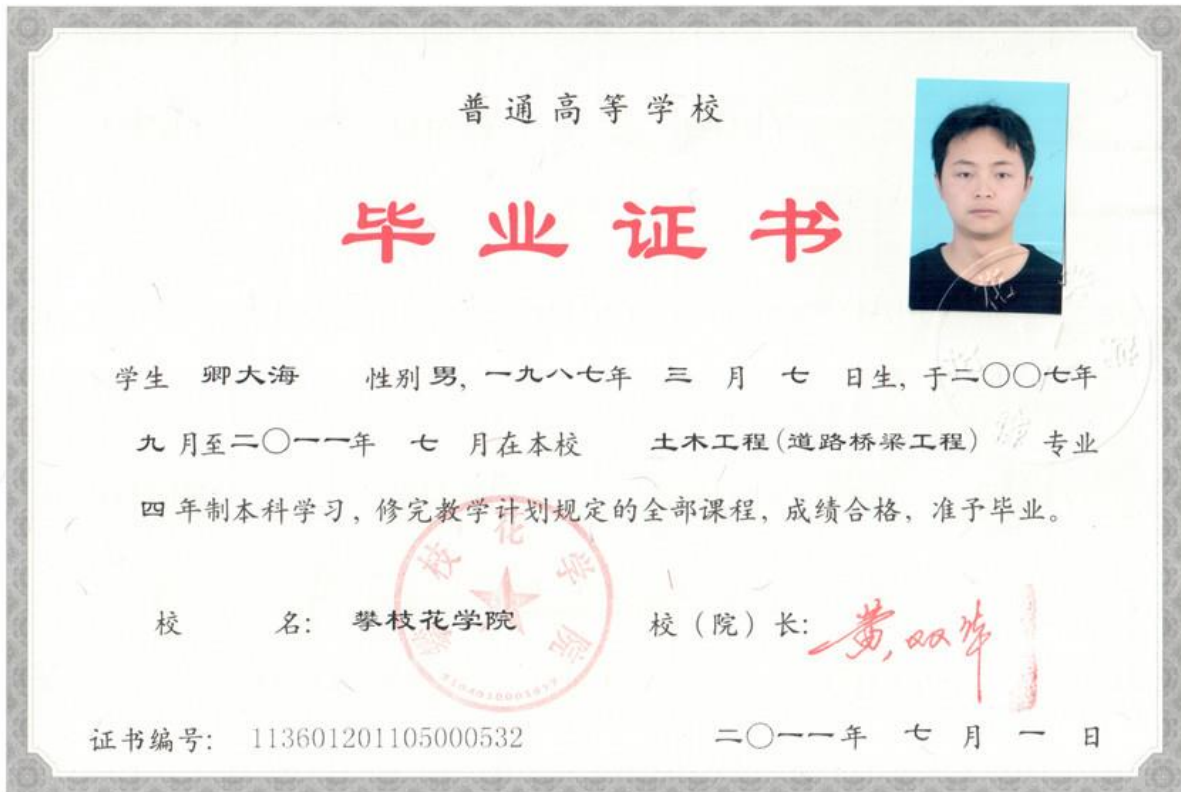 普通高等学校
毕业证书
学生 卿大海 性别 男, 一九八七年 三 月 七 日生, 于二〇〇七年
九 月至二〇一一年 七 月在本校 土木工程(道路桥梁工程) 专业
四 年制本科学习, 修完教学计划规定的全部课程, 成绩合格, 准予毕业。
攀枝花学院
校 名: 攀枝花学院 校(院)长:
证书编号: 113601201105000532 二〇一一年 七 月 一 日